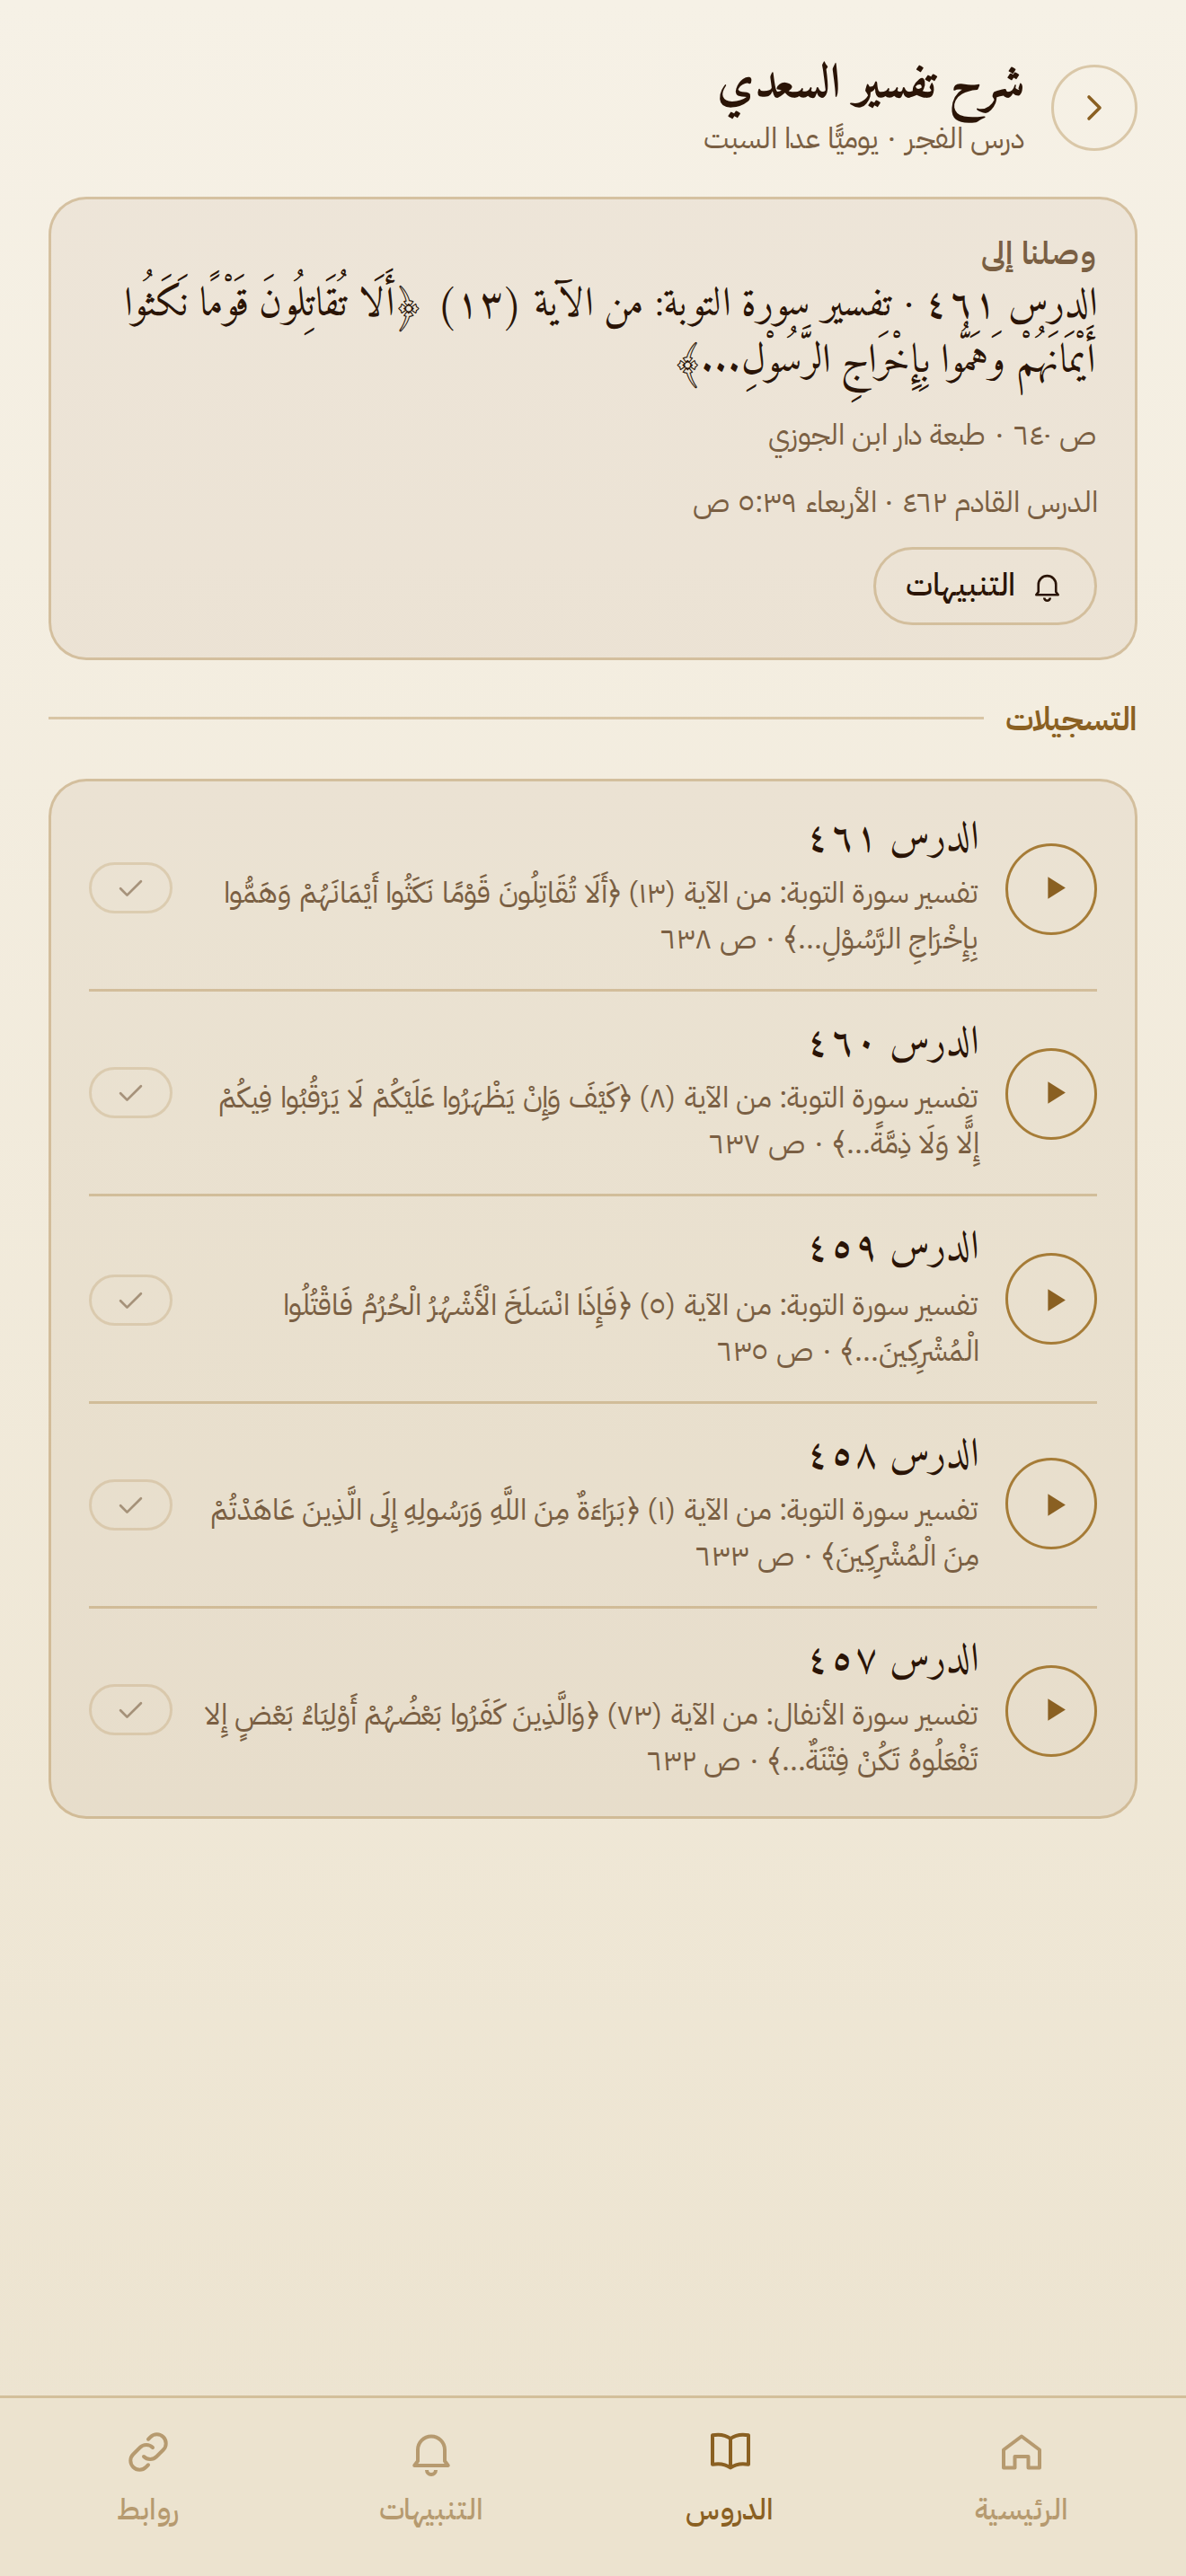 شرح تفسير السعدي
درس الفجر · يوميًّا عدا السبت
وصلنا إلى
الدرس ٤٦١ · تفسير سورة التوبة: من الآية (١٣) ﴿أَلَا تُقَاتِلُونَ قَوْمًا نَكَثُوا
أَيْمَانَهُمْ وَهَمُّوا بِإِخْرَاجِ الرَّسُوْلِ...﴾
ص ٦٤٠ · طبعة دار ابن الجوزي
الدرس القادم ٤٦٢ · الأربعاء ٥:٣٩ ص
التنبيهات
التسجيلات
الدرس ٤٦١
تفسير سورة التوبة: من الآية (١٣) ﴿أَلَا تُقَاتِلُونَ قَوْمًا نَكَثُوا أَيْمَانَهُمْ وَهَمُّوا
بِإِخْرَاجِ الرَّسُوْلِ...﴾ · ص ٦٣٨
الدرس ٤٦٠
تفسير سورة التوبة: من الآية (٨) ﴿كَيْفَ وَإِنْ يَظْهَرُوا عَلَيْكُمْ لَا يَرْقُبُوا فِيكُمْ
إِلًّا وَلَا ذِمَّةً...﴾ · ص ٦٣٧
الدرس ٤٥٩
تفسير سورة التوبة: من الآية (٥) ﴿فَإِذَا انْسَلَخَ الْأَشْهُرُ الْحُرُمُ فَاقْتُلُوا
الْمُشْرِكِينَ...﴾ · ص ٦٣٥
الدرس ٤٥٨
تفسير سورة التوبة: من الآية (١) ﴿بَرَاءَةٌ مِنَ اللَّهِ وَرَسُولِهِ إِلَى الَّذِينَ عَاهَدْتُمْ
مِنَ الْمُشْرِكِينَ﴾ · ص ٦٣٣
الدرس ٤٥٧
تفسير سورة الأنفال: من الآية (٧٣) ﴿وَالَّذِينَ كَفَرُوا بَعْضُهُمْ أَوْلِيَاءُ بَعْضٍ إِلا
تَفْعَلُوهُ تَكُنْ فِتْنَةٌ...﴾ · ص ٦٣٢
الرئيسية
الدروس
التنبيهات
روابط